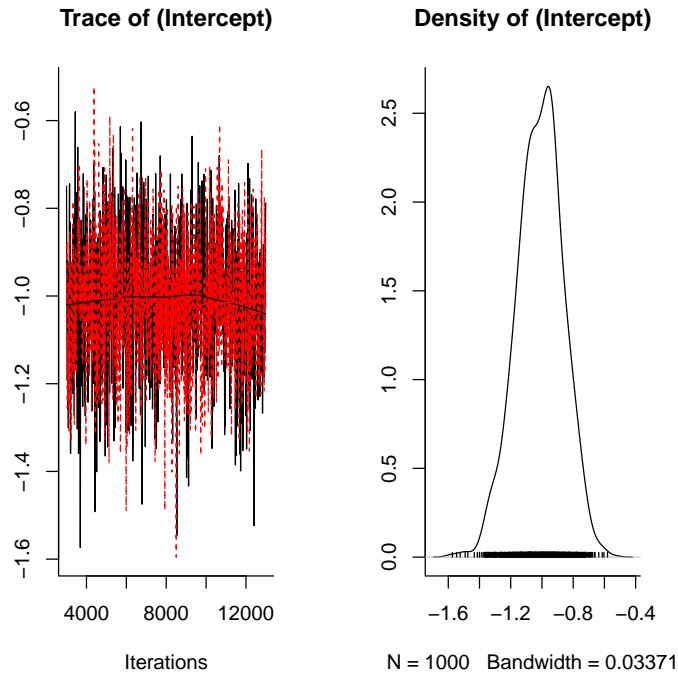 Trace of (Intercept)
−0.6
−0.8
−1.0
−1.2
−1.4
−1.6
4000 8000 12000
Iterations
Density of (Intercept)
2.5
2.0
1.5
1.0
0.5
0.0
−1.6 −1.2 −0.8 −0.4
N = 1000 Bandwidth = 0.03371